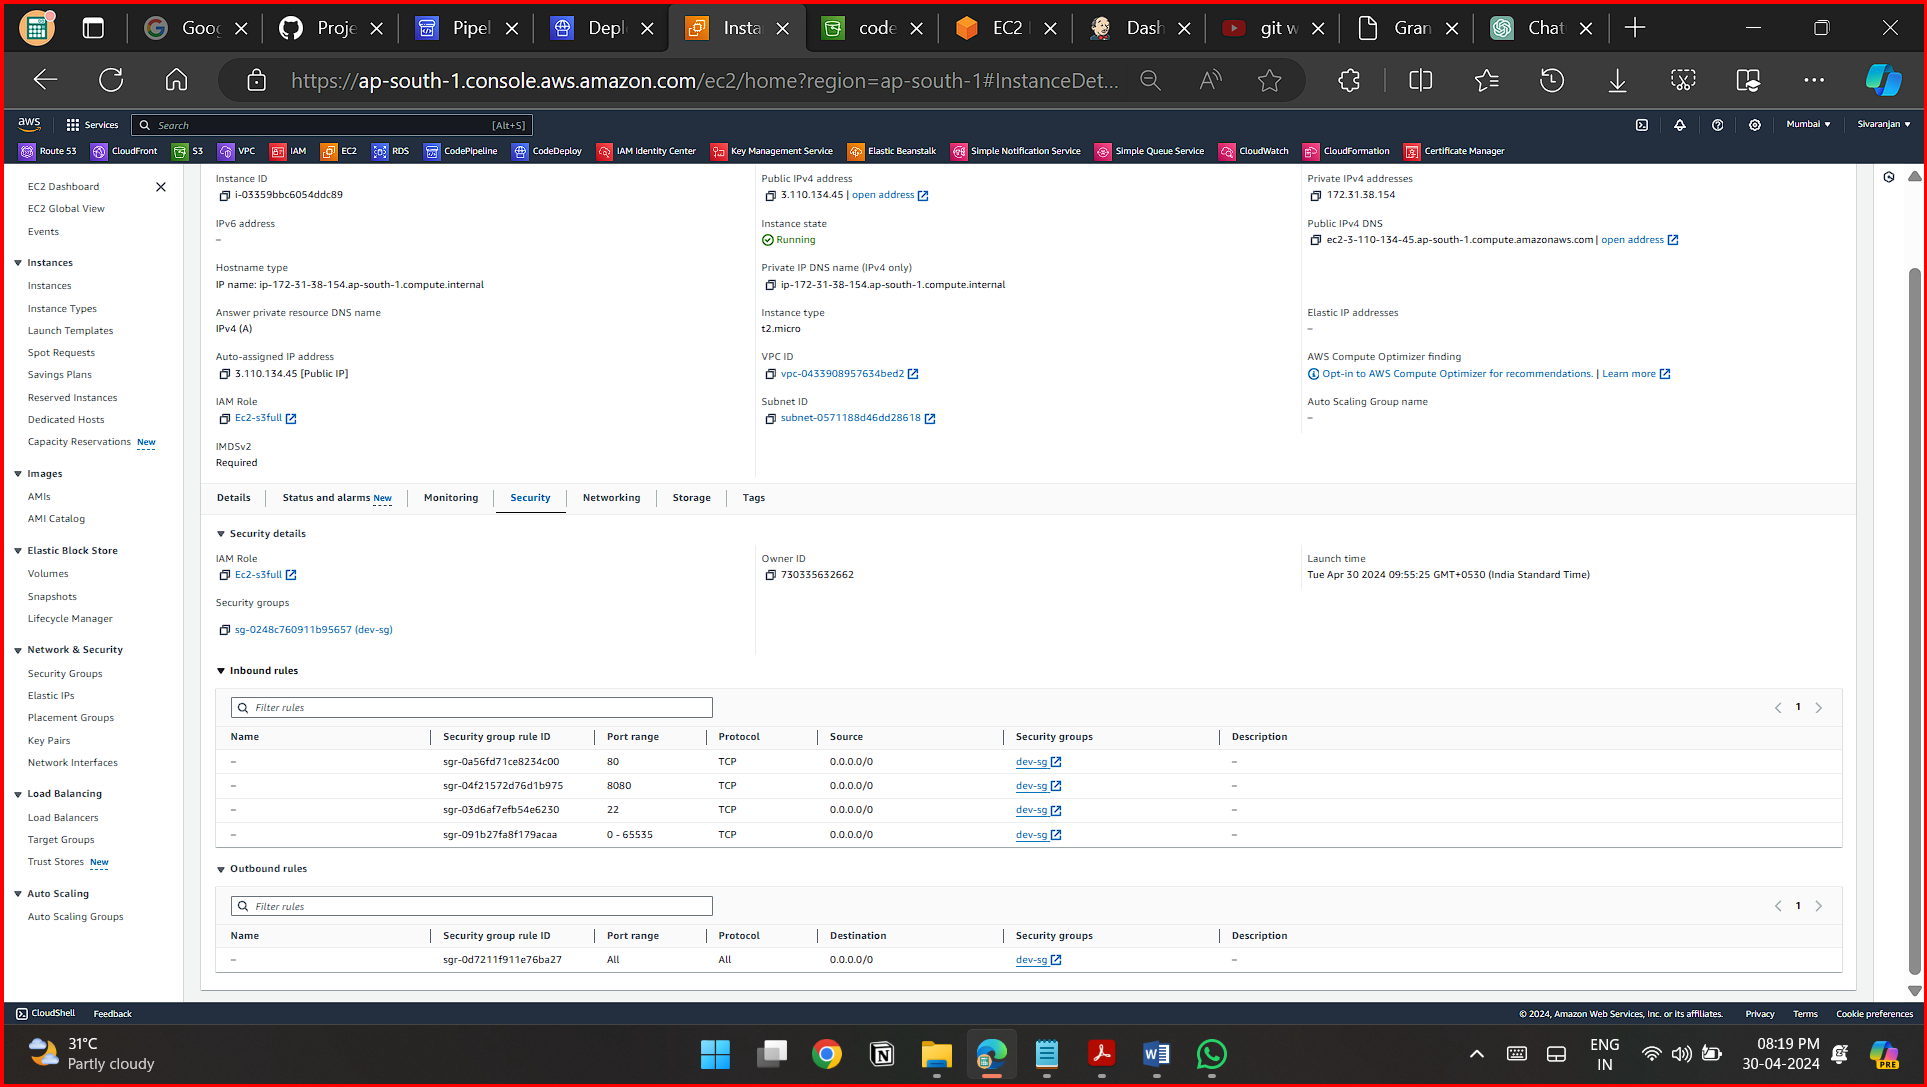 Goog
Proje
Pipel
Deplo
Insta
code
EC2
Dash
git w
Gran
Chat
https://ap-south-1.console.aws.amazon.com/ec2/home?region=ap-south-1#InstanceDet...
aws
Services
Search
[Alt+S]
Mumbai
Sivaranjan
Route 53
CloudFront
S3
VPC
IAM
EC2
RDS
CodePipeline
CodeDeploy
IAM Identity Center
Key Management Service
Elastic Beanstalk
Simple Notification Service
Simple Queue Service
CloudWatch
CloudFormation
Certificate Manager
EC2 Dashboard
EC2 Global View
Events
Instances
Instances
Instance Types
Launch Templates
Spot Requests
Savings Plans
Reserved Instances
Dedicated Hosts
Capacity Reservations New
Images
AMIs
AMI Catalog
Elastic Block Store
Volumes
Snapshots
Lifecycle Manager
Network & Security
Security Groups
Elastic IPs
Placement Groups
Key Pairs
Network Interfaces
Load Balancing
Load Balancers
Target Groups
Trust Stores New
Auto Scaling
Auto Scaling Groups
Instance ID
i-03359bbc6054ddc89
Public IPv4 address
3.110.134.45 | open address
Private IPv4 addresses
172.31.38.154
IPv6 address
–
Instance state
Running
Public IPv4 DNS
ec2-3-110-134-45.ap-south-1.compute.amazonaws.com | open address
Hostname type
IP name: ip-172-31-38-154.ap-south-1.compute.internal
Private IP DNS name (IPv4 only)
ip-172-31-38-154.ap-south-1.compute.internal
Answer private resource DNS name
IPv4 (A)
Instance type
t2.micro
Elastic IP addresses
–
Auto-assigned IP address
3.110.134.45 [Public IP]
VPC ID
vpc-0433908957634bed2
AWS Compute Optimizer finding
Opt-in to AWS Compute Optimizer for recommendations. | Learn more
IAM Role
Ec2-s3full
Subnet ID
subnet-0571188d46dd28618
Auto Scaling Group name
–
IMDSv2
Required
Details
Status and alarms New
Monitoring
Security
Networking
Storage
Tags
Security details
IAM Role
Ec2-s3full
Owner ID
730335632662
Launch time
Tue Apr 30 2024 09:55:25 GMT+0530 (India Standard Time)
Security groups
sg-0248c760911b95657 (dev-sg)
Inbound rules
Filter rules
1
Name Security group rule ID Port range Protocol Source Security groups Description
– sgr-0a56fd71ce8234c00 80 TCP 0.0.0.0/0 dev-sg –
– sgr-04f21572d76d1b975 8080 TCP 0.0.0.0/0 dev-sg –
– sgr-03d6af7efb54e6230 22 TCP 0.0.0.0/0 dev-sg –
– sgr-091b27fa8f179acaa 0 - 65535 TCP 0.0.0.0/0 dev-sg –
Outbound rules
Filter rules
1
Name Security group rule ID Port range Protocol Destination Security groups Description
– sgr-0d7211f911e76ba27 All All 0.0.0.0/0 dev-sg –
CloudShell
Feedback
© 2024, Amazon Web Services, Inc. or its affiliates.
Privacy
Terms
Cookie preferences
31°C
Partly cloudy
ENG
IN
08:19 PM
30-04-2024
PRE